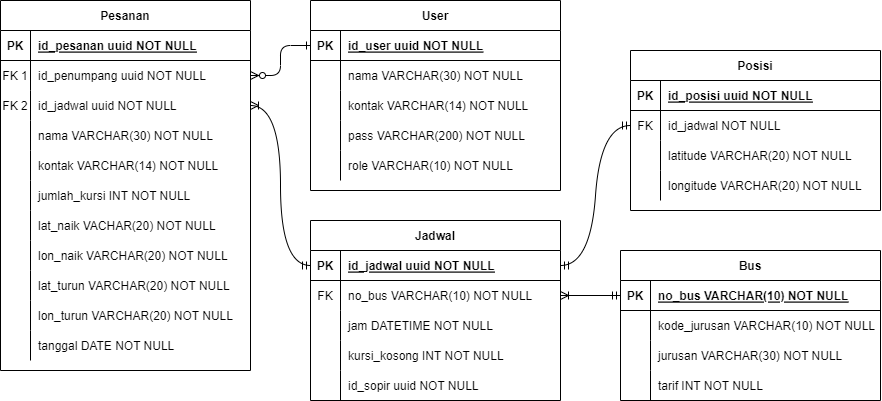 Pesanan
PK id_pesanan uuid NOT NULL
FK 1 id_penumpang uuid NOT NULL
FK 2 id_jadwal uuid NOT NULL
nama VARCHAR(30) NOT NULL
kontak VARCHAR(14) NOT NULL
jumlah_kursi INT NOT NULL
lat_naik VACHAR(20) NOT NULL
lon_naik VARCHAR(20) NOT NULL
lat_turun VARCHAR(20) NOT NULL
lon_turun VARCHAR(20) NOT NULL
tanggal DATE NOT NULL
User
PK id_user uuid NOT NULL
nama VARCHAR(30) NOT NULL
kontak VARCHAR(14) NOT NULL
pass VARCHAR(200) NOT NULL
role VARCHAR(10) NOT NULL
Jadwal
PK id_jadwal uuid NOT NULL
FK no_bus VARCHAR(10) NOT NULL
jam DATETIME NOT NULL
kursi_kosong INT NOT NULL
id_sopir uuid NOT NULL
Posisi
PK id_posisi uuid NOT NULL
FK id_jadwal NOT NULL
latitude VARCHAR(20) NOT NULL
longitude VARCHAR(20) NOT NULL
Bus
PK no_bus VARCHAR(10) NOT NULL
kode_jurusan VARCHAR(10) NOT NULL
jurusan VARCHAR(30) NOT NULL
tarif INT NOT NULL